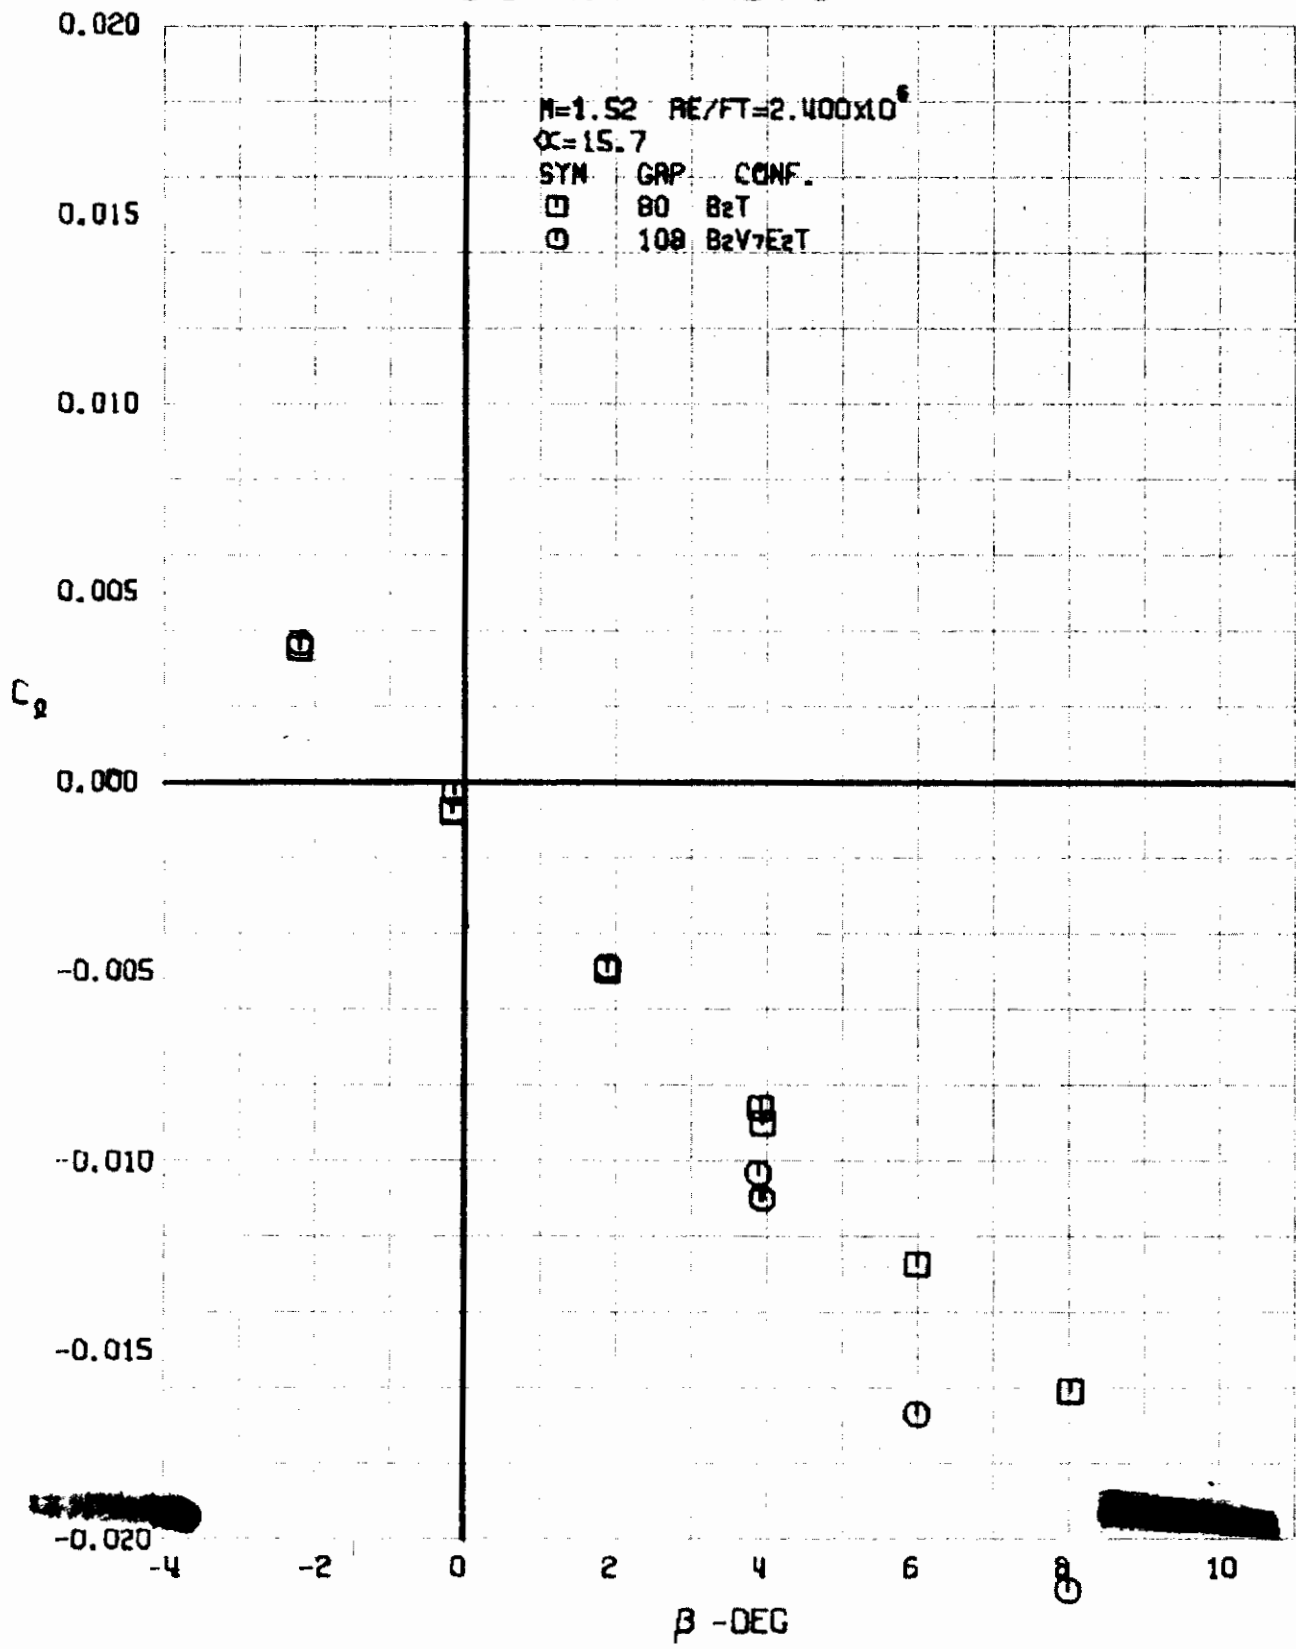 0.020
M=1.52 RE/FT=2.400x10⁶
α=15.7
SYM GRP CONF.
80 B₂T
108 B₂V₇E₂T
0.015
0.010
0.005
Cℓ
0.000
-0.005
-0.010
-0.015
-0.020
-4 -2 0 2 4 6 8 10
β -DEG